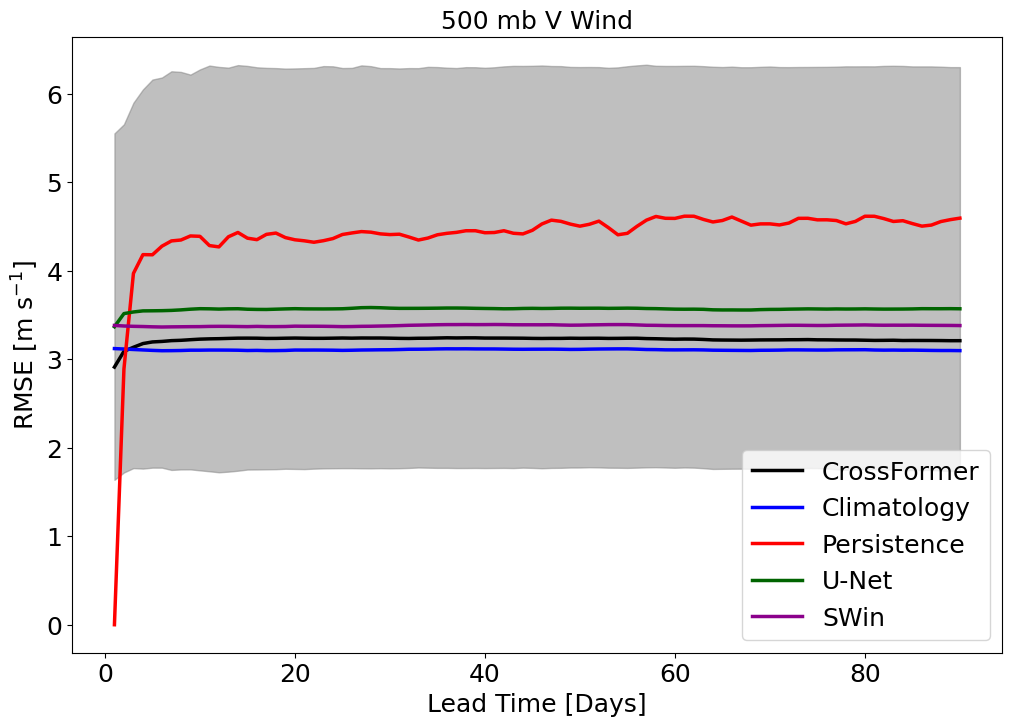 500 mb V Wind
RMSE [m s⁻¹]
6
5
4
3
2
1
0
0 20 40 60 80
Lead Time [Days]
CrossFormer
Climatology
Persistence
U-Net
SWin